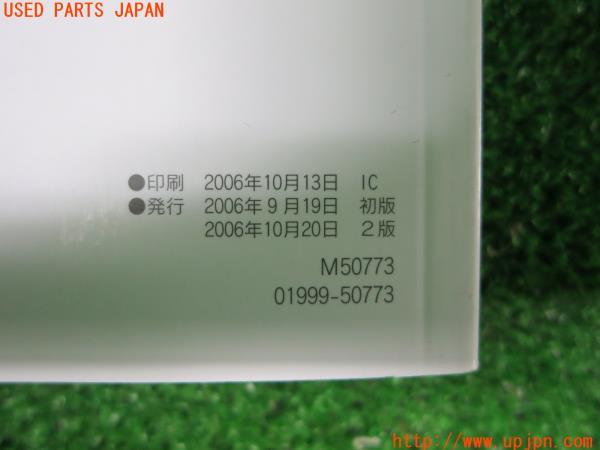 USED PARTS JAPAN
●印刷 2006年10月13日 IC
●発行 2006年9月19日 初版
2006年10月20日 2版
M50773
01999-50773
http://www.upjpn.com